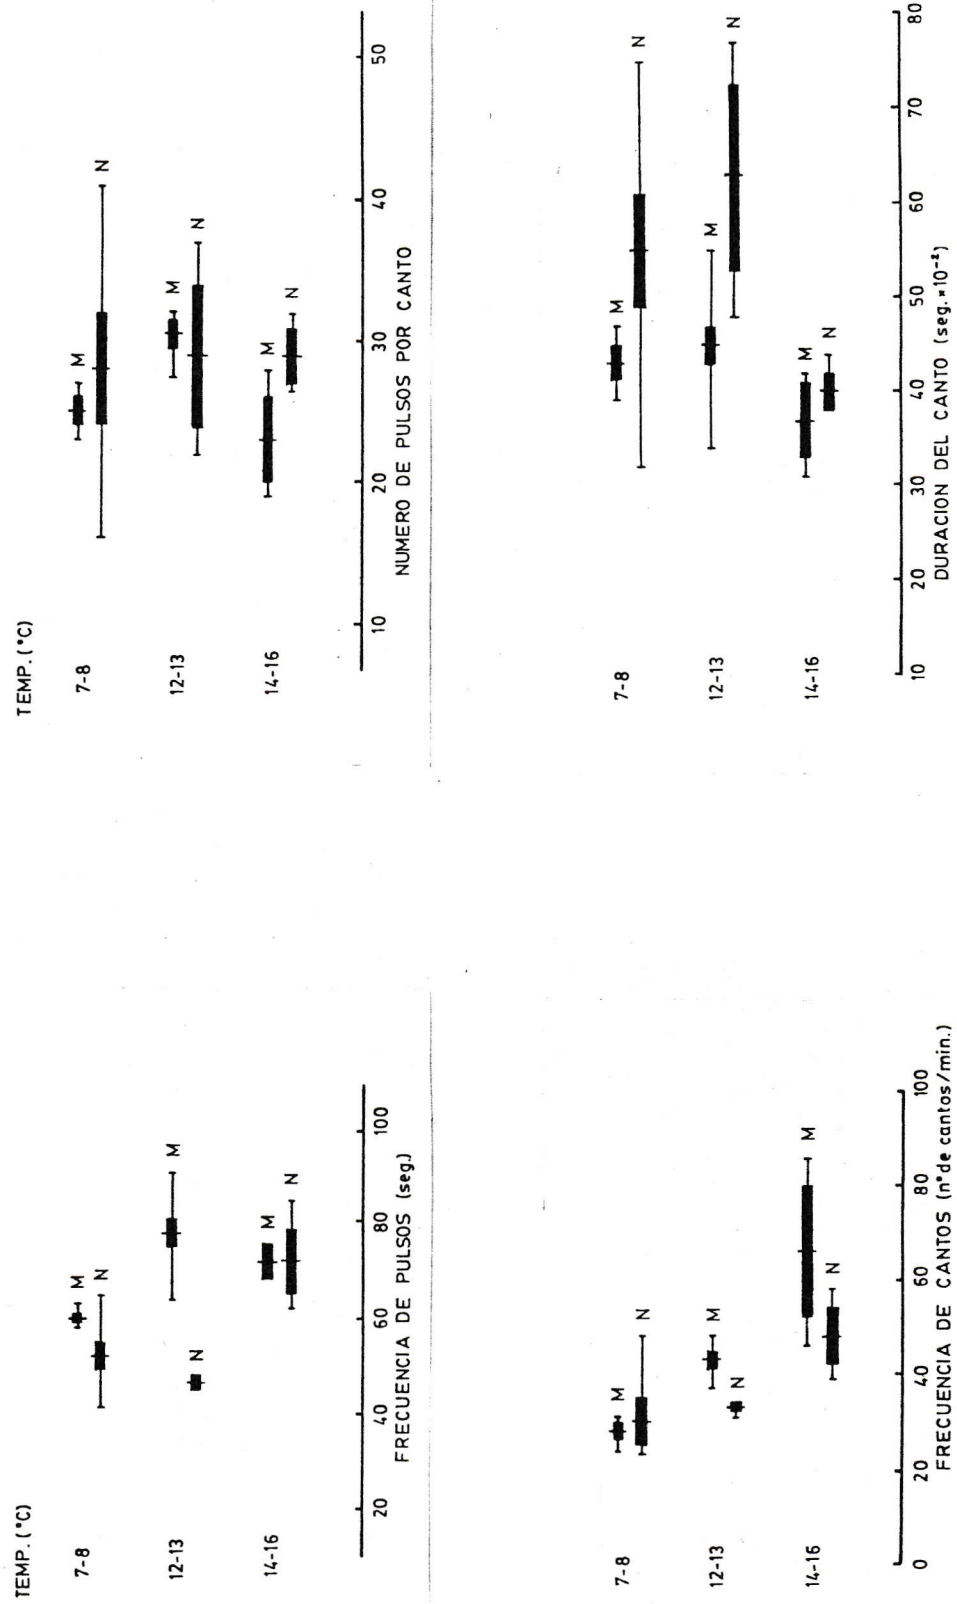 TEMP. (°C)
M
7-8
N
M
12-13
N
M
14-16
N
20 40 60 80 100
FRECUENCIA DE PULSOS (seg.)
TEMP. (°C)
M
7-8
N
M
12-13
N
M
14-16
N
10 20 30 40 50
NUMERO DE PULSOS POR CANTO
M
7-8
N
M
12-13
N
M
14-16
N
0 20 40 60 80 100
FRECUENCIA DE CANTOS (nº de cantos/min.)
M
7-8
N
M
12-13
N
M
14-16
N
10 20 30 40 50 60 70 80
DURACION DEL CANTO (seg.×10⁻²)